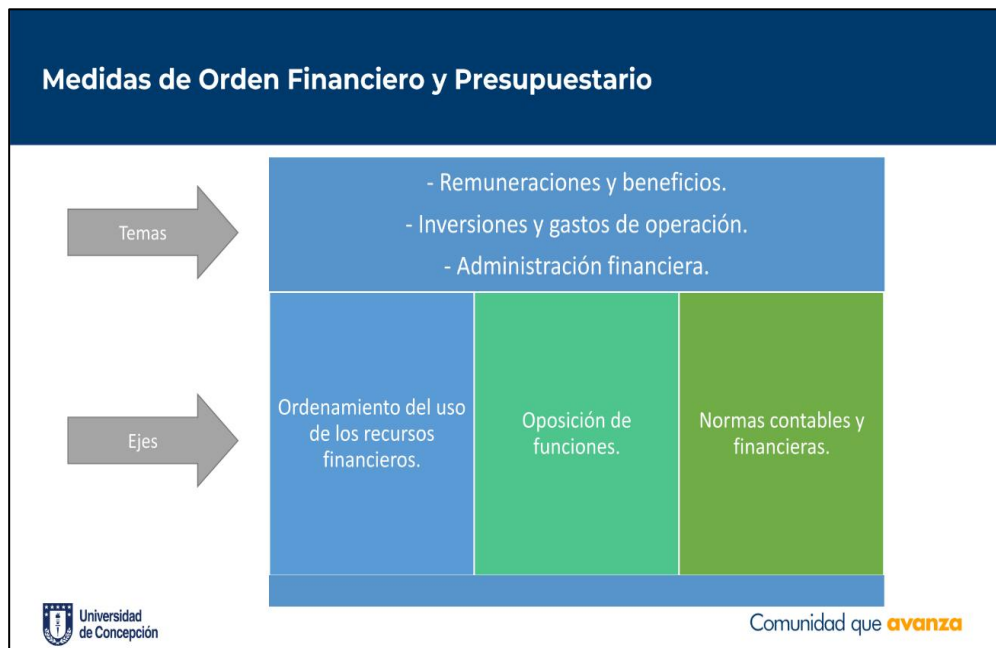 Medidas de Orden Financiero y Presupuestario
Temas
- Remuneraciones y beneficios.
- Inversiones y gastos de operación.
- Administración financiera.
Ejes
Ordenamiento del uso
de los recursos
financieros.
Oposición de
funciones.
Normas contables y
financieras.
Universidad
de Concepción
Comunidad que avanza